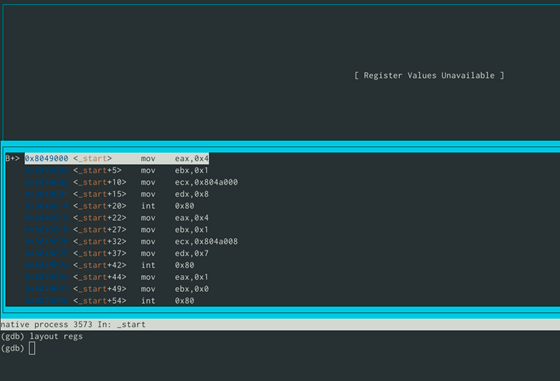 [ Register Values Unavailable ]
B+> 0x8049000 <_start> mov eax,0x4
<_start+5> mov ebx,0x1
<_start+10> mov ecx,0x804a000
<_start+15> mov edx,0x8
<_start+20> int 0x80
<_start+22> mov eax,0x4
<_start+27> mov ebx,0x1
<_start+32> mov ecx,0x804a008
<_start+37> mov edx,0x7
<_start+42> int 0x80
<_start+44> mov eax,0x1
<_start+49> mov ebx,0x0
<_start+54> int 0x80
native process 3573 In: _start
(gdb) layout regs
(gdb)